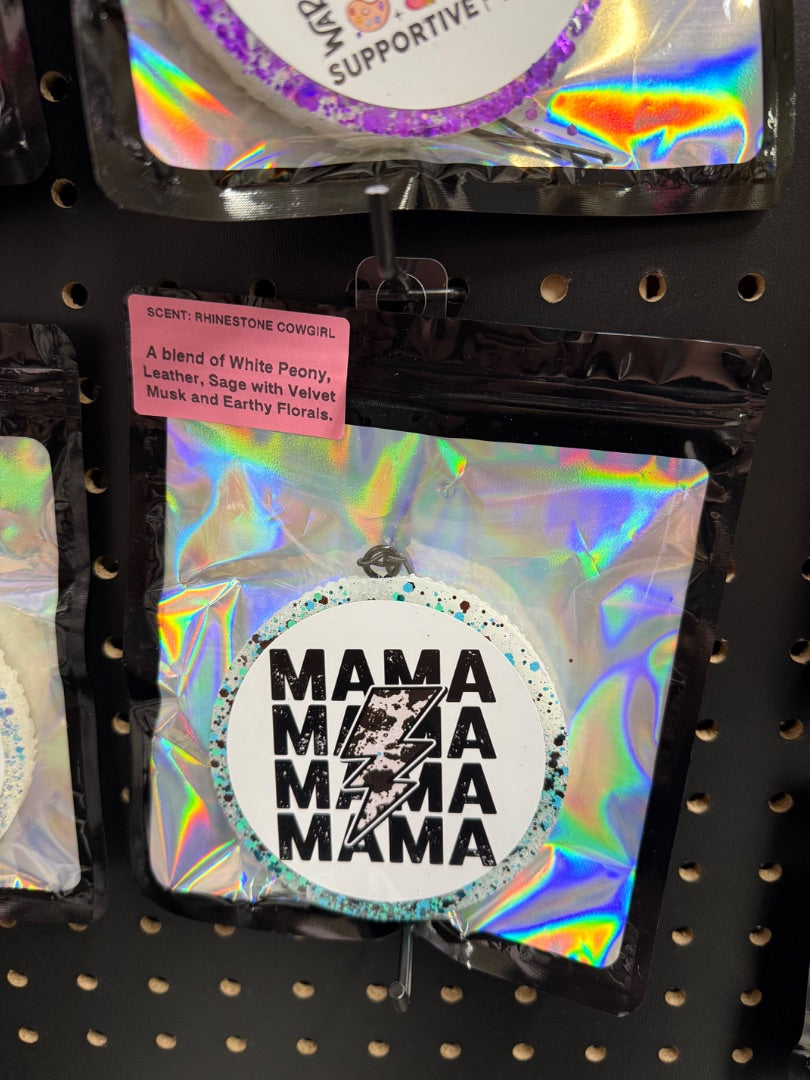 SUPPORTIVE
SCENT: RHINESTONE COWGIRL
A blend of White Peony,
Leather, Sage with Velvet
Musk and Earthy Florals.
MAMA
MAMA
MAMA
MAMA